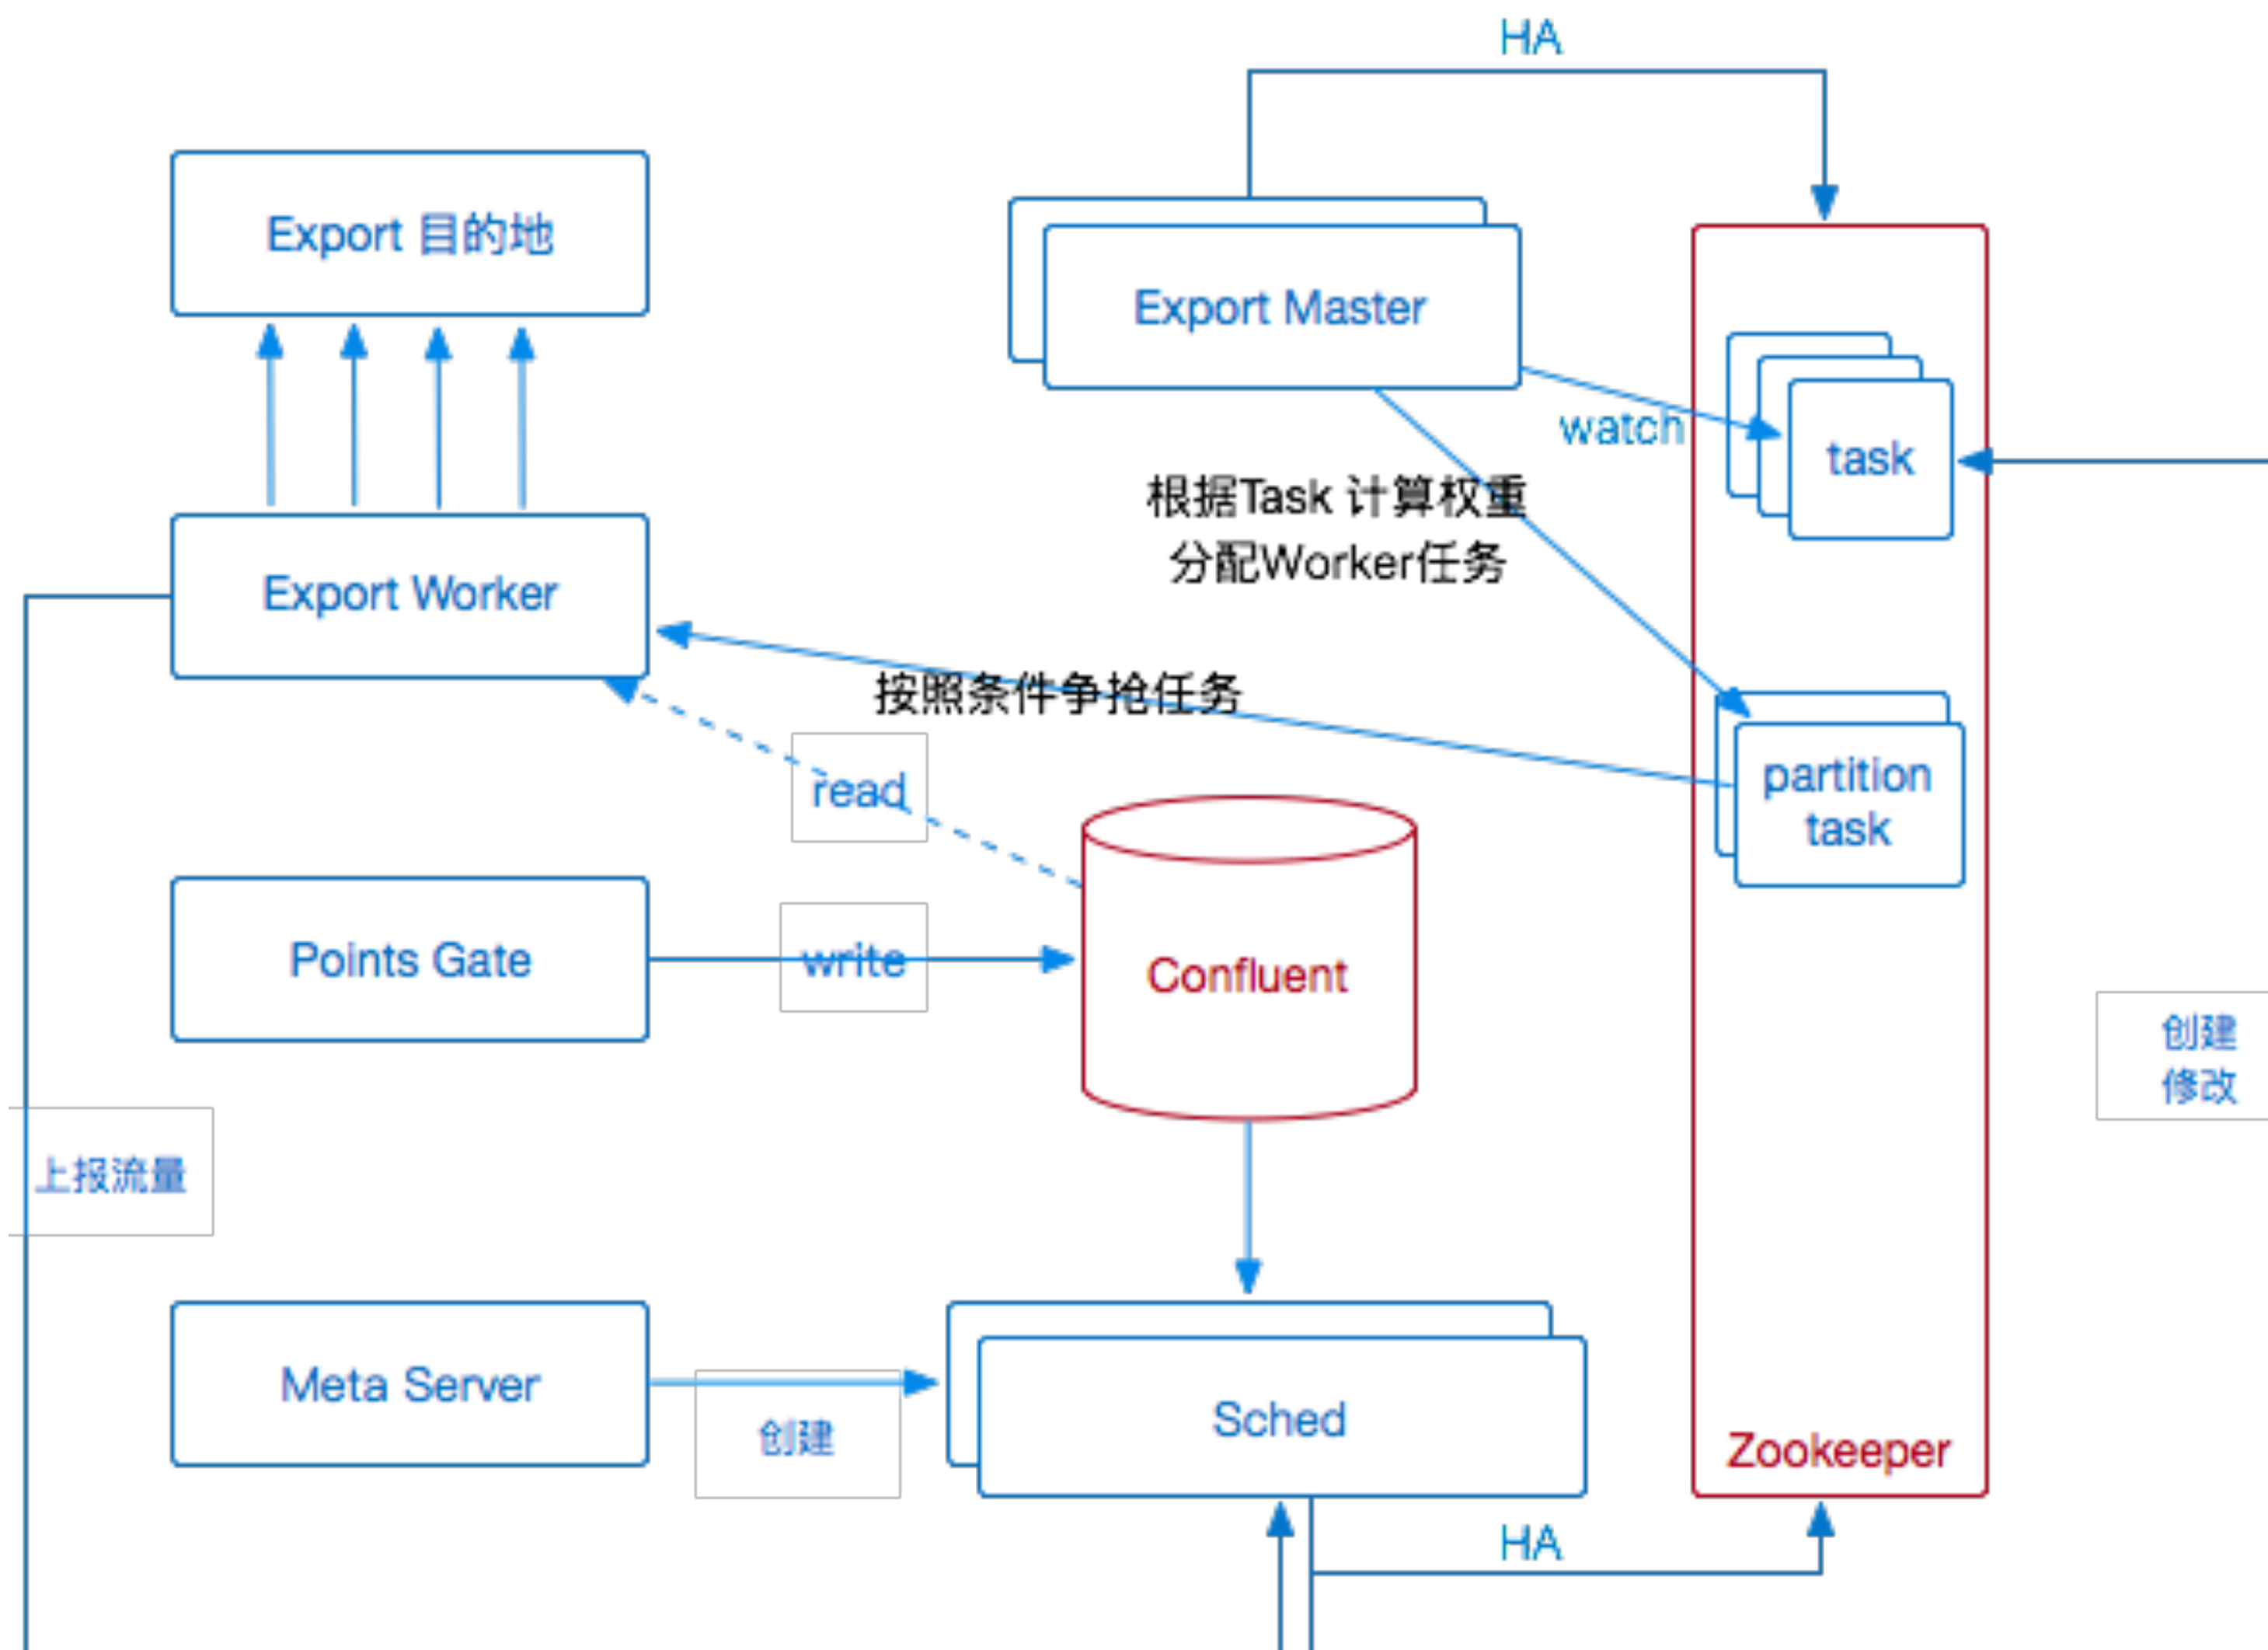 HA
Export 目的地
Export Master
watch
task
根据Task 计算权重
分配Worker任务
Export Worker
按照条件争抢任务
read
partition
task
Points Gate
write
Confluent
创建
修改
上报流量
Meta Server
创建
Sched
Zookeeper
HA